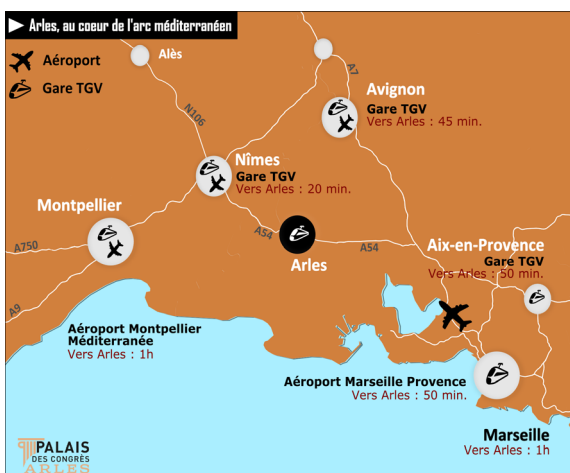 Arles, au coeur de l'arc méditerranéen
Aéroport
Gare TGV
Alès
N106
A7
Avignon
Gare TGV
Vers Arles : 45 min.
Nîmes
Gare TGV
Vers Arles : 20 min.
Montpellier
A750
A9
A54
Arles
A54
Aix-en-Provence
Gare TGV
Vers Arles : 50 min.
Aéroport Montpellier
Méditerranée
Vers Arles : 1h
Aéroport Marseille Provence
Vers Arles : 50 min.
Marseille
Vers Arles : 1h
PALAIS
DES CONGRÈS
ARLES